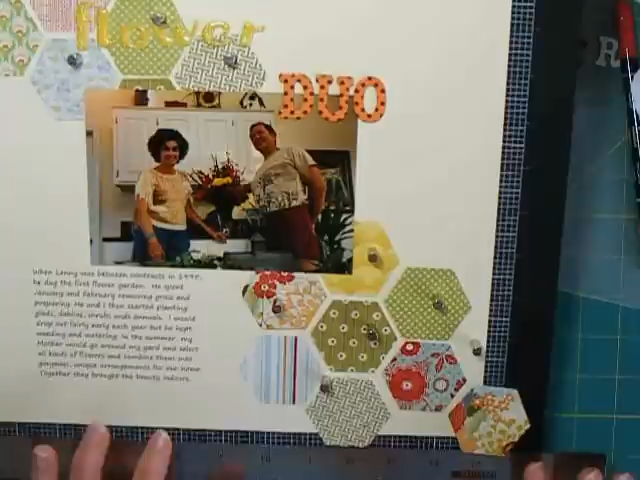 flower
DUO
When Lenny was between contracts in 1990,
he dug the first flower garden. He spent
January and February removing grass and
preparing. He and I then started planting
glads, dahlias, shrubs and annuals. I would
drop out fairly early each year but he kept
weeding and watering. In the summer, my
Mother would go around my yard and select
all kinds of flowers and combine them into
gorgeous, unique arrangements for our home.
Together they brought the beauty indoors.
R